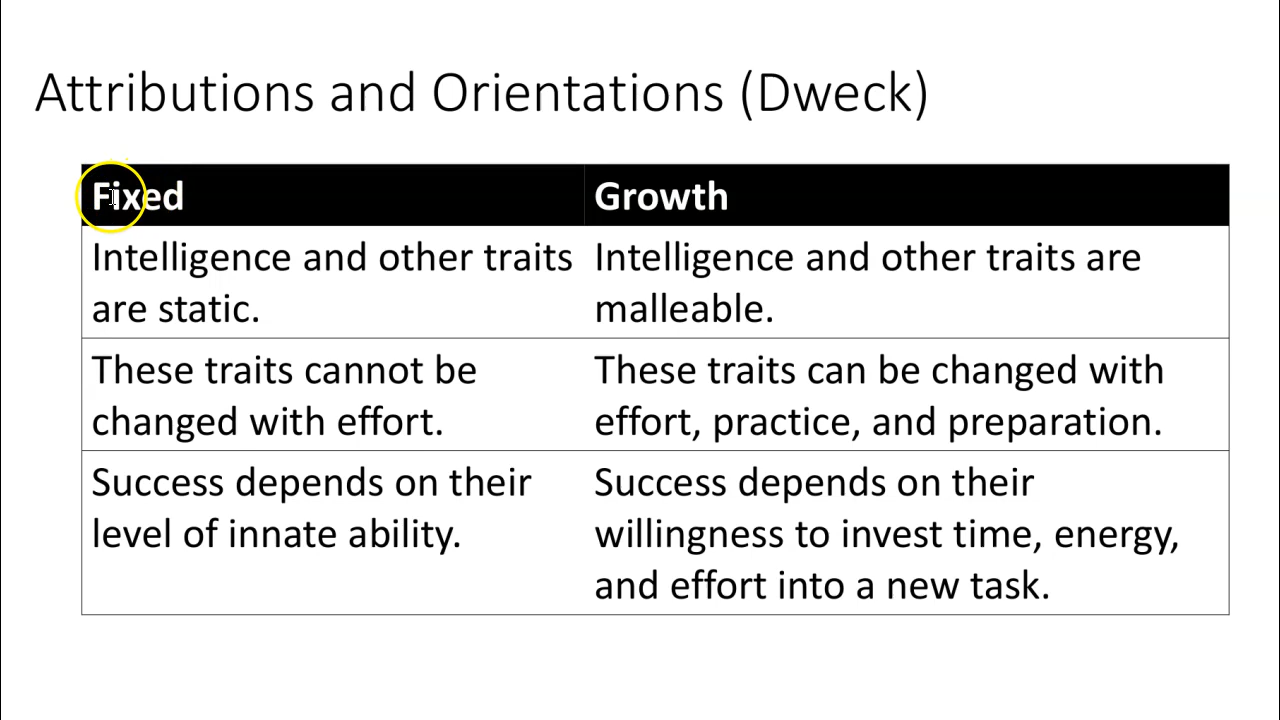 Attributions and Orientations (Dweck)
Fixed
Growth
Intelligence and other traits
are static.
Intelligence and other traits are
malleable.
These traits cannot be
changed with effort.
These traits can be changed with
effort, practice, and preparation.
Success depends on their
level of innate ability.
Success depends on their
willingness to invest time, energy,
and effort into a new task.